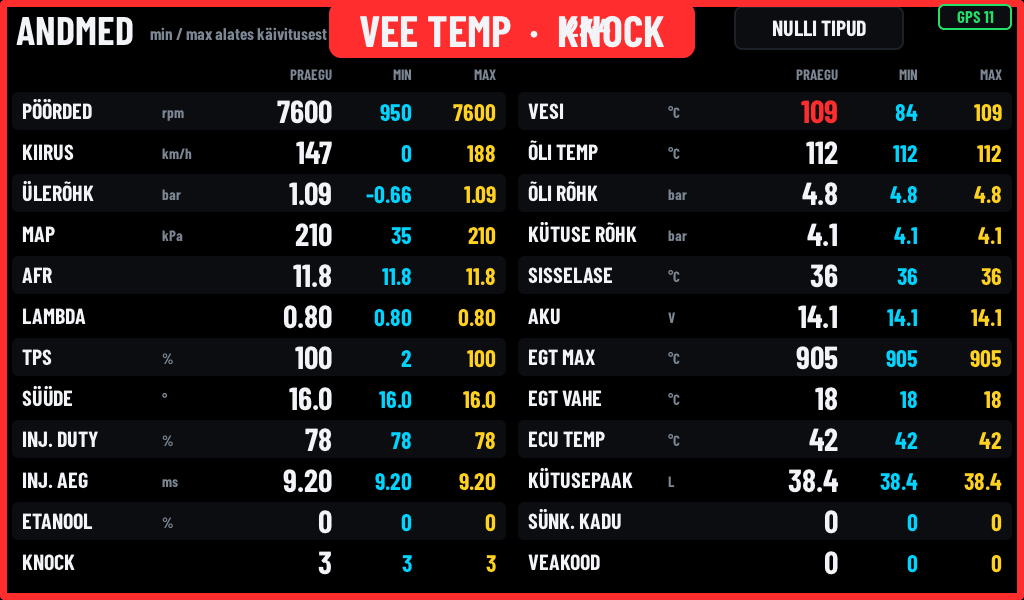 ANDMED min / max alates käivitusest VEE TEMP · KNOCK NULLI TIPUD GPS 11
PRAEGU MIN MAX PRAEGU MIN MAX
PÖÖRDED rpm 7600 950 7600 VESI °C 109 84 109
KIIRUS km/h 147 0 188 ÕLI TEMP °C 112 112 112
ÜLERÕHK bar 1.09 -0.66 1.09 ÕLI RÕHK bar 4.8 4.8 4.8
MAP kPa 210 35 210 KÜTUSE RÕHK bar 4.1 4.1 4.1
AFR 11.8 11.8 11.8 SISSELASE °C 36 36 36
LAMBDA 0.80 0.80 0.80 AKU V 14.1 14.1 14.1
TPS % 100 2 100 EGT MAX °C 905 905 905
SÜÜDE ° 16.0 16.0 16.0 EGT VAHE °C 18 18 18
INJ. DUTY % 78 78 78 ECU TEMP °C 42 42 42
INJ. AEG ms 9.20 9.20 9.20 KÜTUSEPAAK L 38.4 38.4 38.4
ETANOOL % 0 0 0 SÜNK. KADU 0 0 0
KNOCK 3 3 3 VEAKOOD 0 0 0